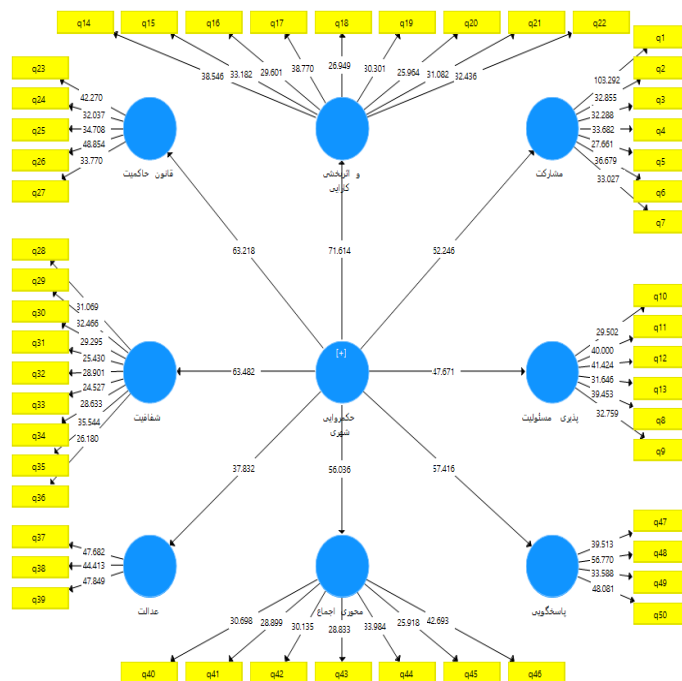 q14 q15 q16 q17 q18 q19 q20 q21 q22
38.546 33.182 29.601 38.770 26.949 30.301 25.964 31.082 32.436
q23
q24
q25
q26
q27
42.270
32.037
34.708
48.854
33.770
قانون حاکمیت
و اثربخشی
کارایی
q1
q2
q3
q4
q5
q6
q7
103.292
32.855
32.288
33.682
27.661
36.679
33.027
مشارکت
63.218
71.614
52.246
q28
q29
q30
q31
q32
q33
q34
q35
q36
31.069
32.466
29.295
25.430
28.901
24.527
28.633
35.544
26.180
شفافیت
63.482
[+]
حکمروایی
شهری
47.671
q10
q11
q12
q13
q8
q9
29.502
40.000
41.424
31.646
39.453
32.759
پذیری مسئولیت
37.832
56.036
57.416
q37
q38
q39
47.682
44.413
47.849
عدالت
محوری اجماع
q47
q48
q49
q50
39.513
56.770
33.588
48.081
پاسخگویی
30.698 28.899 30.135 28.833 33.984 25.918 42.693
q40 q41 q42 q43 q44 q45 q46